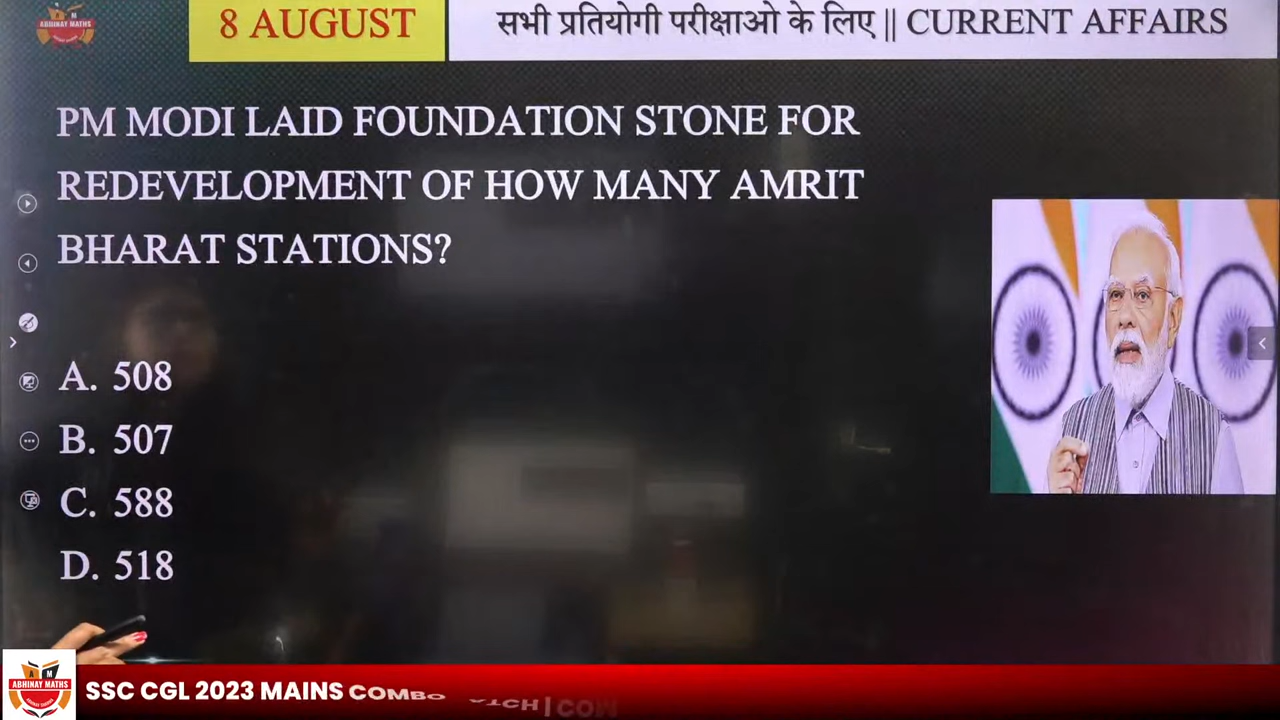 8 AUGUST
सभी प्रतियोगी परीक्षाओ के लिए || CURRENT AFFAIRS
PM MODI LAID FOUNDATION STONE FOR
REDEVELOPMENT OF HOW MANY AMRIT
BHARAT STATIONS?
A. 508
B. 507
C. 588
D. 518
A M
ABHINAY MATHS
SSC CGL 2023 MAINS COMBO